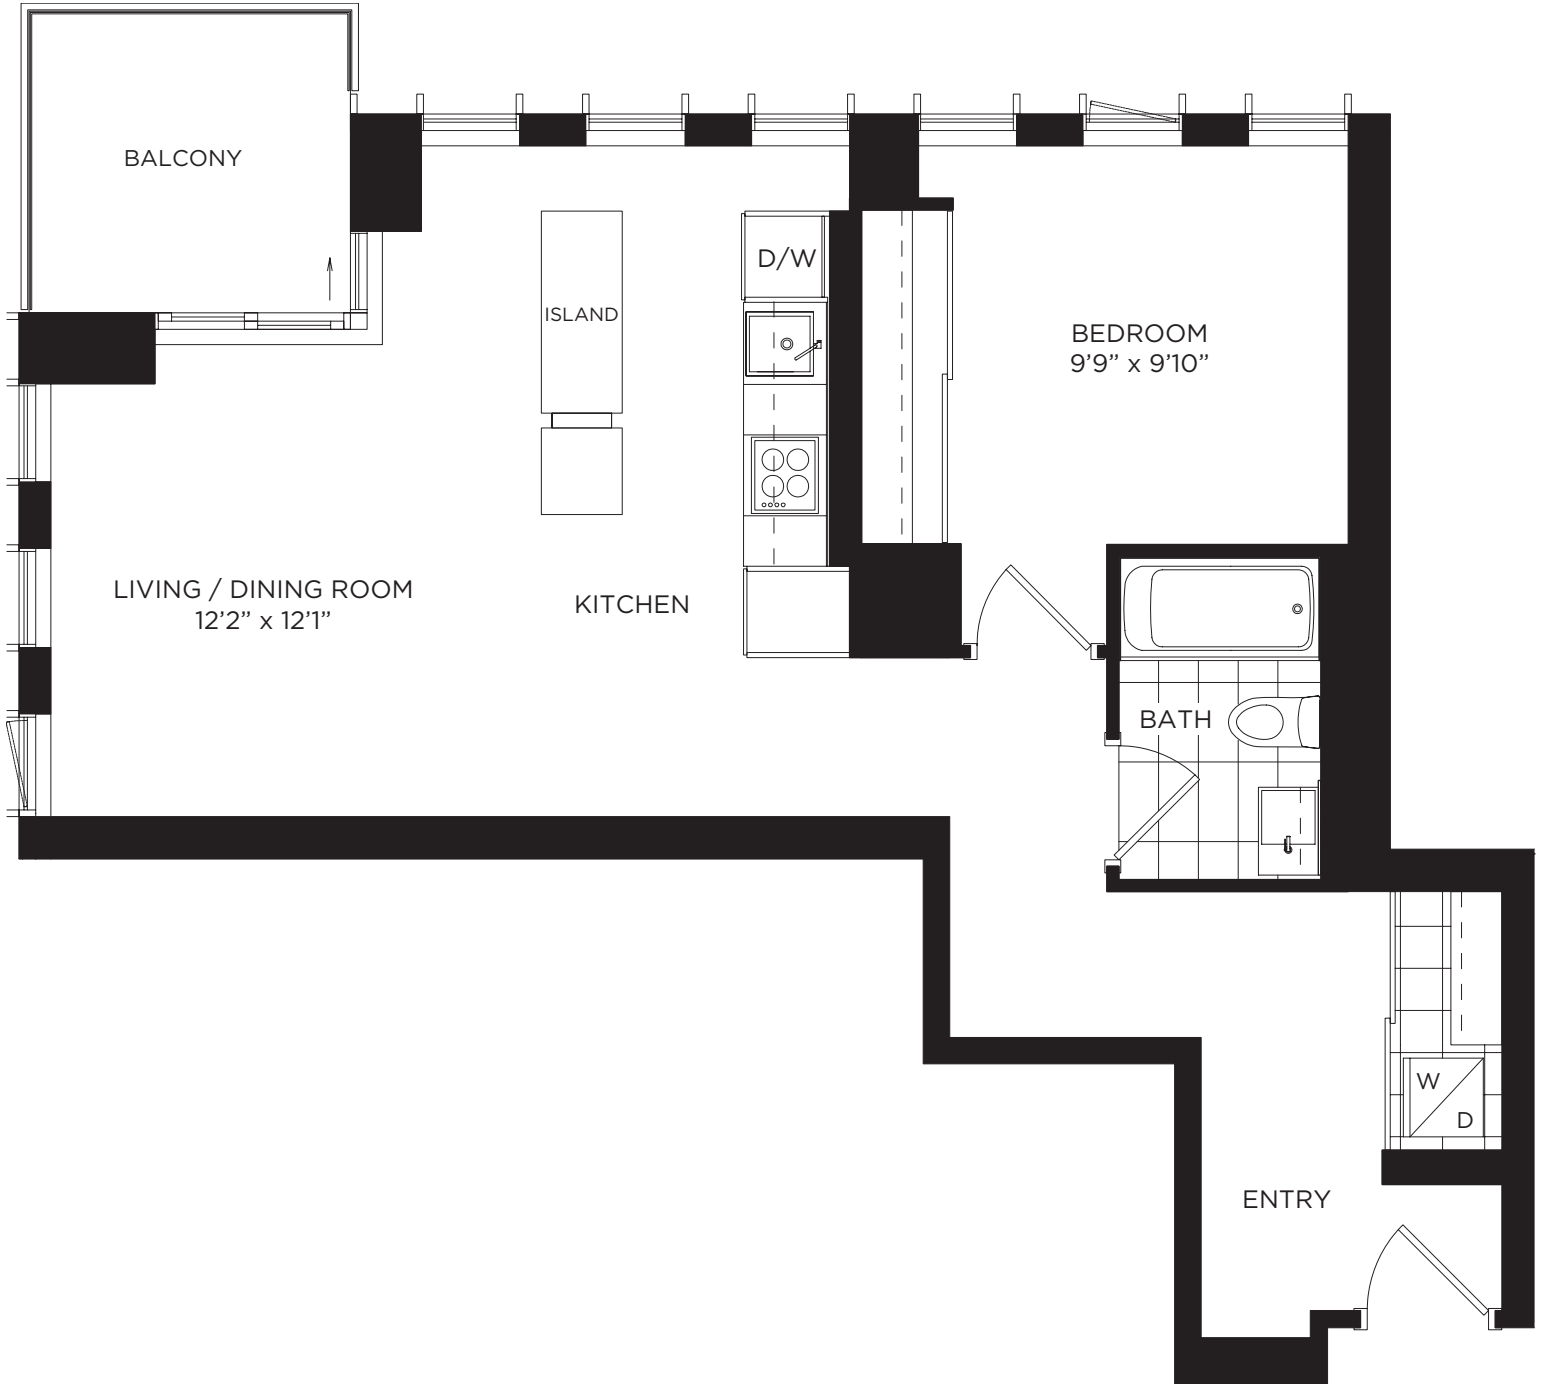 BALCONY
D/W
ISLAND
BEDROOM
9’9” x 9’10”
LIVING / DINING ROOM
12’2” x 12’1”
KITCHEN
BATH
W
D
ENTRY